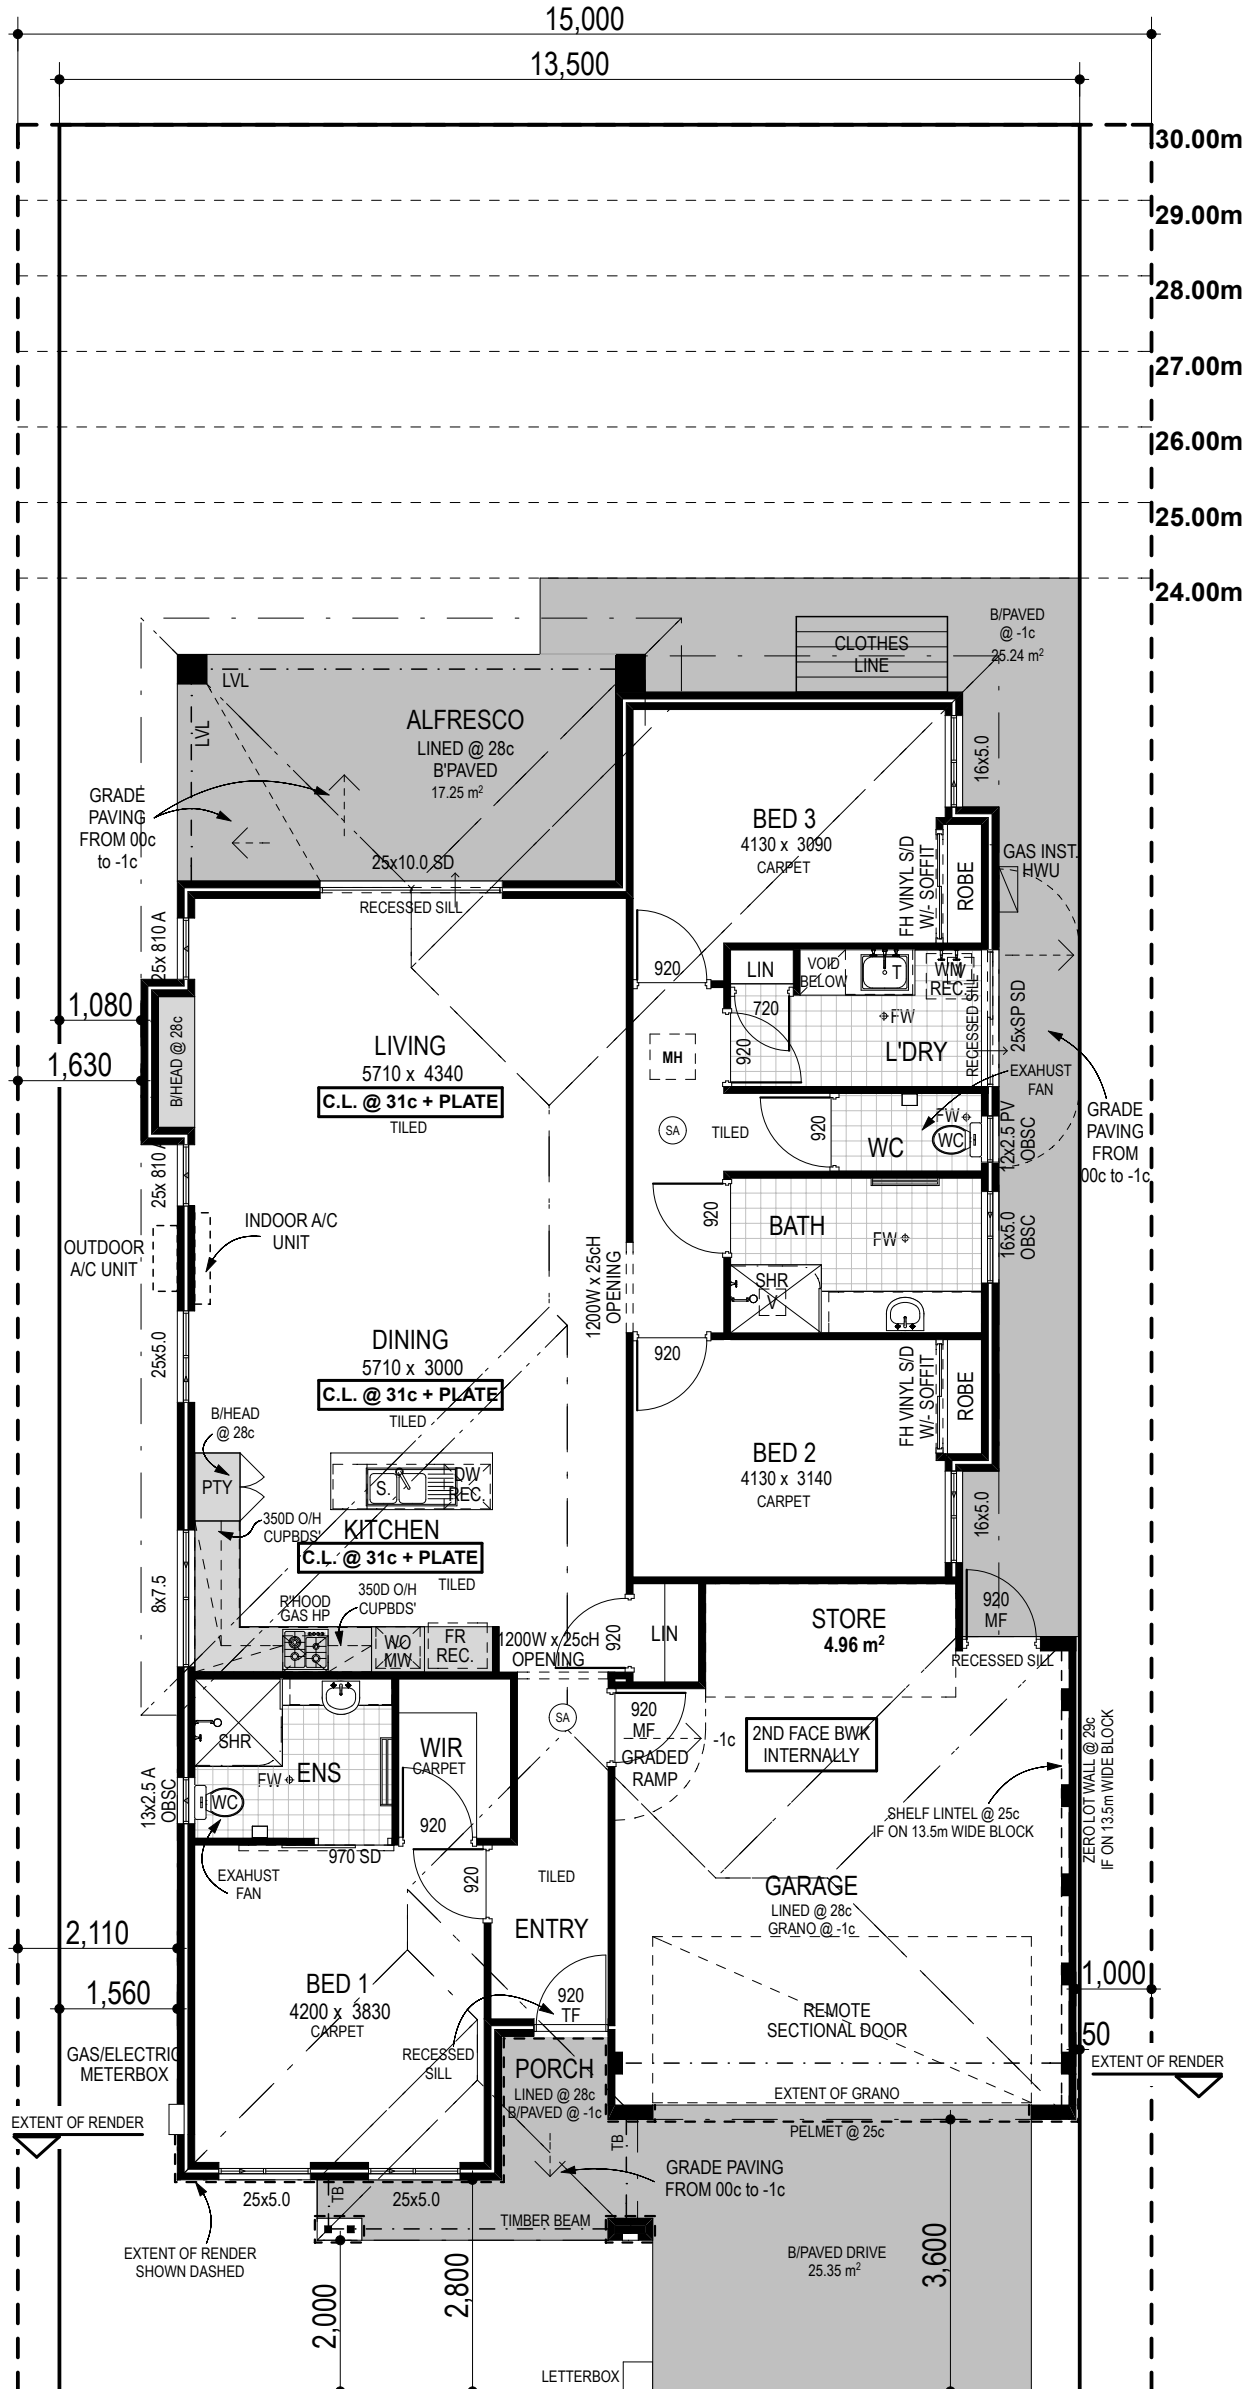 15,000
13,500
30.00m
29.00m
28.00m
27.00m
26.00m
25.00m
24.00m
B/PAVED
@ -1c
25.24 m²
CLOTHES
LINE
LVL
LVL
ALFRESCO
LINED @ 28c
B'PAVED
17.25 m²
16x5.0
GRADE
PAVING
FROM 00c
to -1c
BED 3
4130 x 3090
CARPET
FH VINYL S/D
W/- SOFFIT
ROBE
GAS INST.
HWU
25x10.0 SD
RECESSED SILL
25x 810 A
920
LIN
VOID
BELOW
T
WM
REC.
W
RECESSED SILL
25xSP SD
1,080
B/HEAD @ 28c
720
FW
LIVING
5710 x 4340
C.L. @ 31c + PLATE
TILED
MH
920
L'DRY
1,630
EXAHUST
FAN
GRADE
PAVING
FROM
00c to -1c
SA
TILED
920
WC
FW
WC
12x2.5 PV
OBSC
25x 810 A
INDOOR A/C
UNIT
OUTDOOR
A/C UNIT
920
BATH
FW
16x5.0
OBSC
1200W x 25cH
OPENING
SHR
V
DINING
5710 x 3000
C.L. @ 31c + PLATE
TILED
25x5.0
920
FH VINYL S/D
W/- SOFFIT
ROBE
B/HEAD
@ 28c
PTY
S.
DW
REC.
BED 2
4130 x 3140
CARPET
16x5.0
350D O/H
CUPBDS'
KITCHEN
C.L. @ 31c + PLATE
TILED
8x7.5
R'HOOD
GAS HP
350D O/H
CUPBDS'
WO
MW
FR
REC.
1200W x 25cH
OPENING
920
LIN
STORE
4.96 m²
920
MF
RECESSED SILL
SHR
ENS
FW
WC
13x2.5 A
OBSC
WIR
CARPET
920
SA
920
MF
GRADED
RAMP
-1c
2ND FACE BWK
INTERNALLY
SHELF LINTEL @ 25c
IF ON 13.5m WIDE BLOCK
ZERO LOT WALL @ 29c
IF ON 13.5m WIDE BLOCK
970 SD
EXAHUST
FAN
920
TILED
ENTRY
GARAGE
LINED @ 28c
GRANO @ -1c
2,110
1,560
BED 1
4200 x 3830
CARPET
920
TF
REMOTE
SECTIONAL DOOR
1,000
50
GAS/ELECTRIC
METERBOX
RECESSED
SILL
PORCH
LINED @ 28c
B/PAVED @ -1c
EXTENT OF RENDER
EXTENT OF GRANO
PELMET @ 25c
EXTENT OF RENDER
TB
GRADE PAVING
FROM 00c to -1c
25x5.0
TB
25x5.0
TIMBER BEAM
EXTENT OF RENDER
SHOWN DASHED
B/PAVED DRIVE
25.35 m²
2,000
2,800
3,600
LETTERBOX